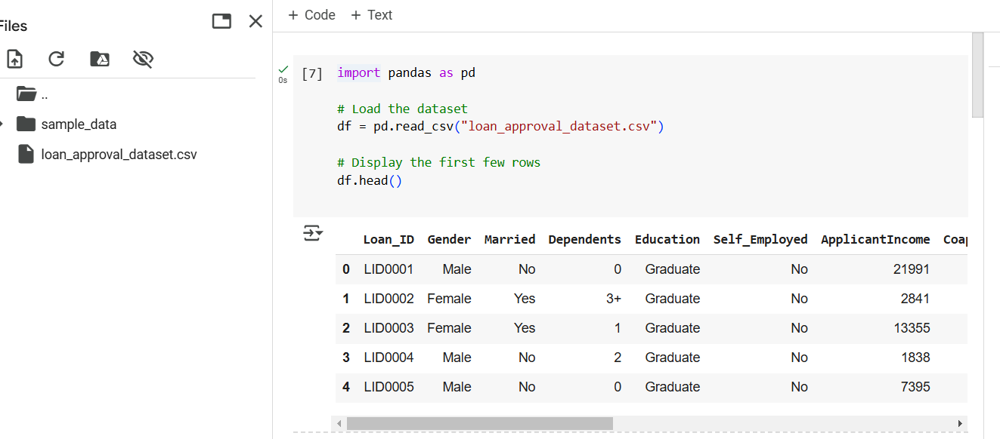 Files
+ Code + Text
..
sample_data
loan_approval_dataset.csv
0s
[7] import pandas as pd
# Load the dataset
df = pd.read_csv("loan_approval_dataset.csv")
# Display the first few rows
df.head()
Loan_ID Gender Married Dependents Education Self_Employed ApplicantIncome Coap
0 LID0001 Male No 0 Graduate No 21991
1 LID0002 Female Yes 3+ Graduate No 2841
2 LID0003 Female Yes 1 Graduate No 13355
3 LID0004 Male No 2 Graduate No 1838
4 LID0005 Male No 0 Graduate No 7395